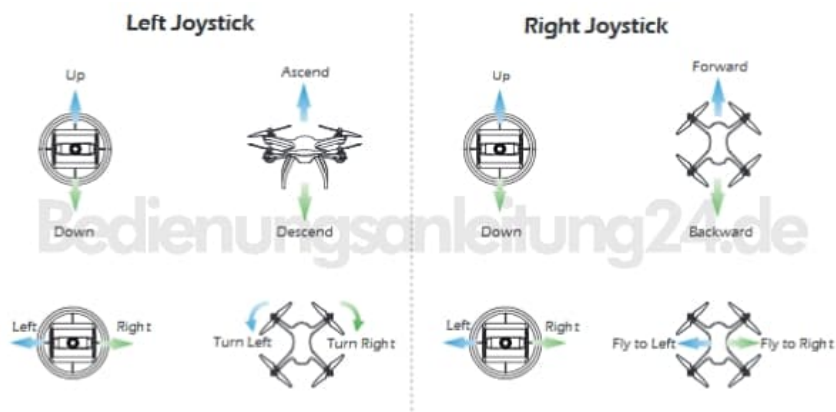 Left Joystick
Right Joystick
Up
Ascend
Up
Forward
Down
Descend
Down
Backward
Bedienungsanleitung24.de
Left
Right
Turn Left
Turn Right
Left
Right
Fly to Left
Fly to Right